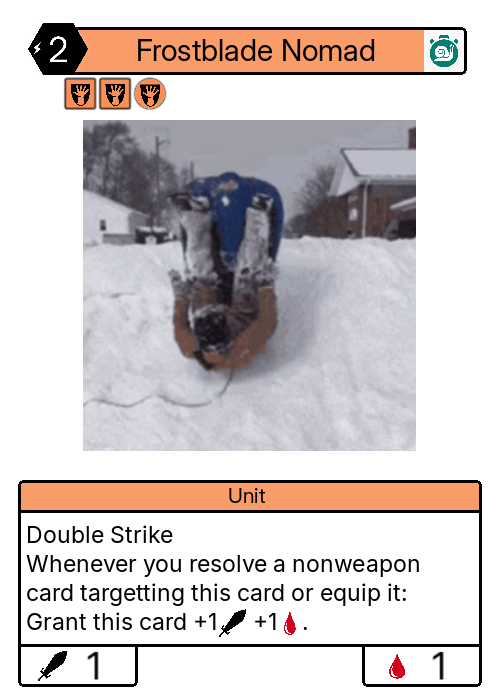 2 Frostblade Nomad
Unit
Double Strike
Whenever you resolve a nonweapon
card targetting this card or equip it:
Grant this card +1 +1 .
1 1